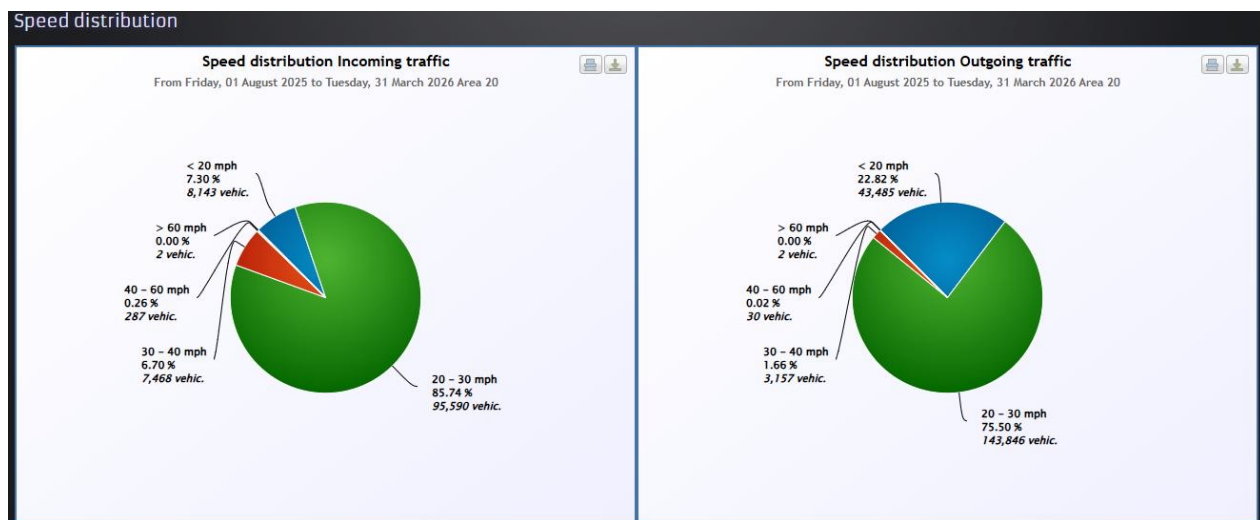 Speed distribution
Speed distribution Incoming traffic
From Friday, 01 August 2025 to Tuesday, 31 March 2026 Area 20
< 20 mph
7.30 %
8,143 vehic.
> 60 mph
0.00 %
2 vehic.
40 – 60 mph
0.26 %
287 vehic.
30 – 40 mph
6.70 %
7,468 vehic.
20 – 30 mph
85.74 %
95,590 vehic.
Speed distribution Outgoing traffic
From Friday, 01 August 2025 to Tuesday, 31 March 2026 Area 20
< 20 mph
22.82 %
43,485 vehic.
> 60 mph
0.00 %
2 vehic.
40 – 60 mph
0.02 %
30 vehic.
30 – 40 mph
1.66 %
3,157 vehic.
20 – 30 mph
75.50 %
143,846 vehic.